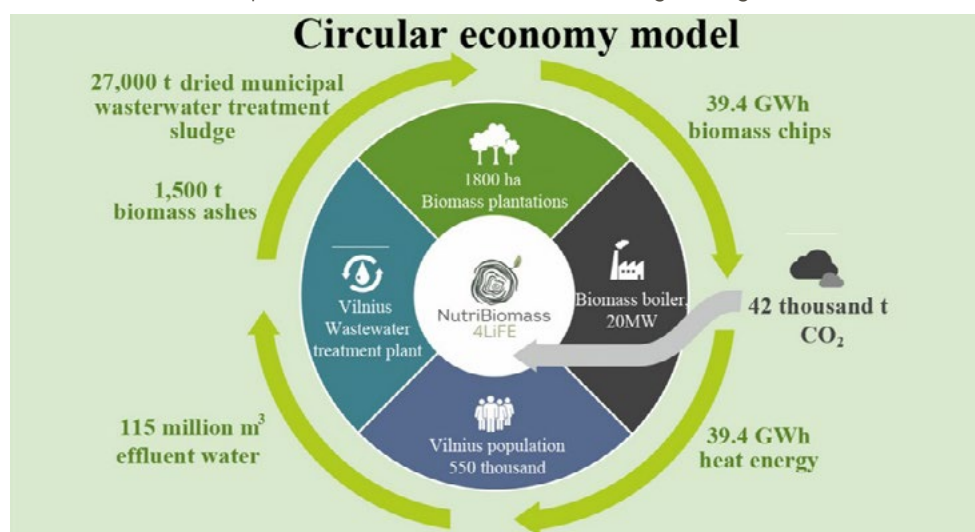 Circular economy model
27,000 t dried municipal
wasterwater treatment
sludge
39.4 GWh
biomass chips
1,500 t
biomass ashes
1800 ha
Biomass plantations
Vilnius
Wastewater
treatment plant
NutriBiomass
4LiFE
Biomass boiler,
20MW
42 thousand t
CO₂
Vilnius population
550 thousand
115 million m³
effluent water
39.4 GWh
heat energy